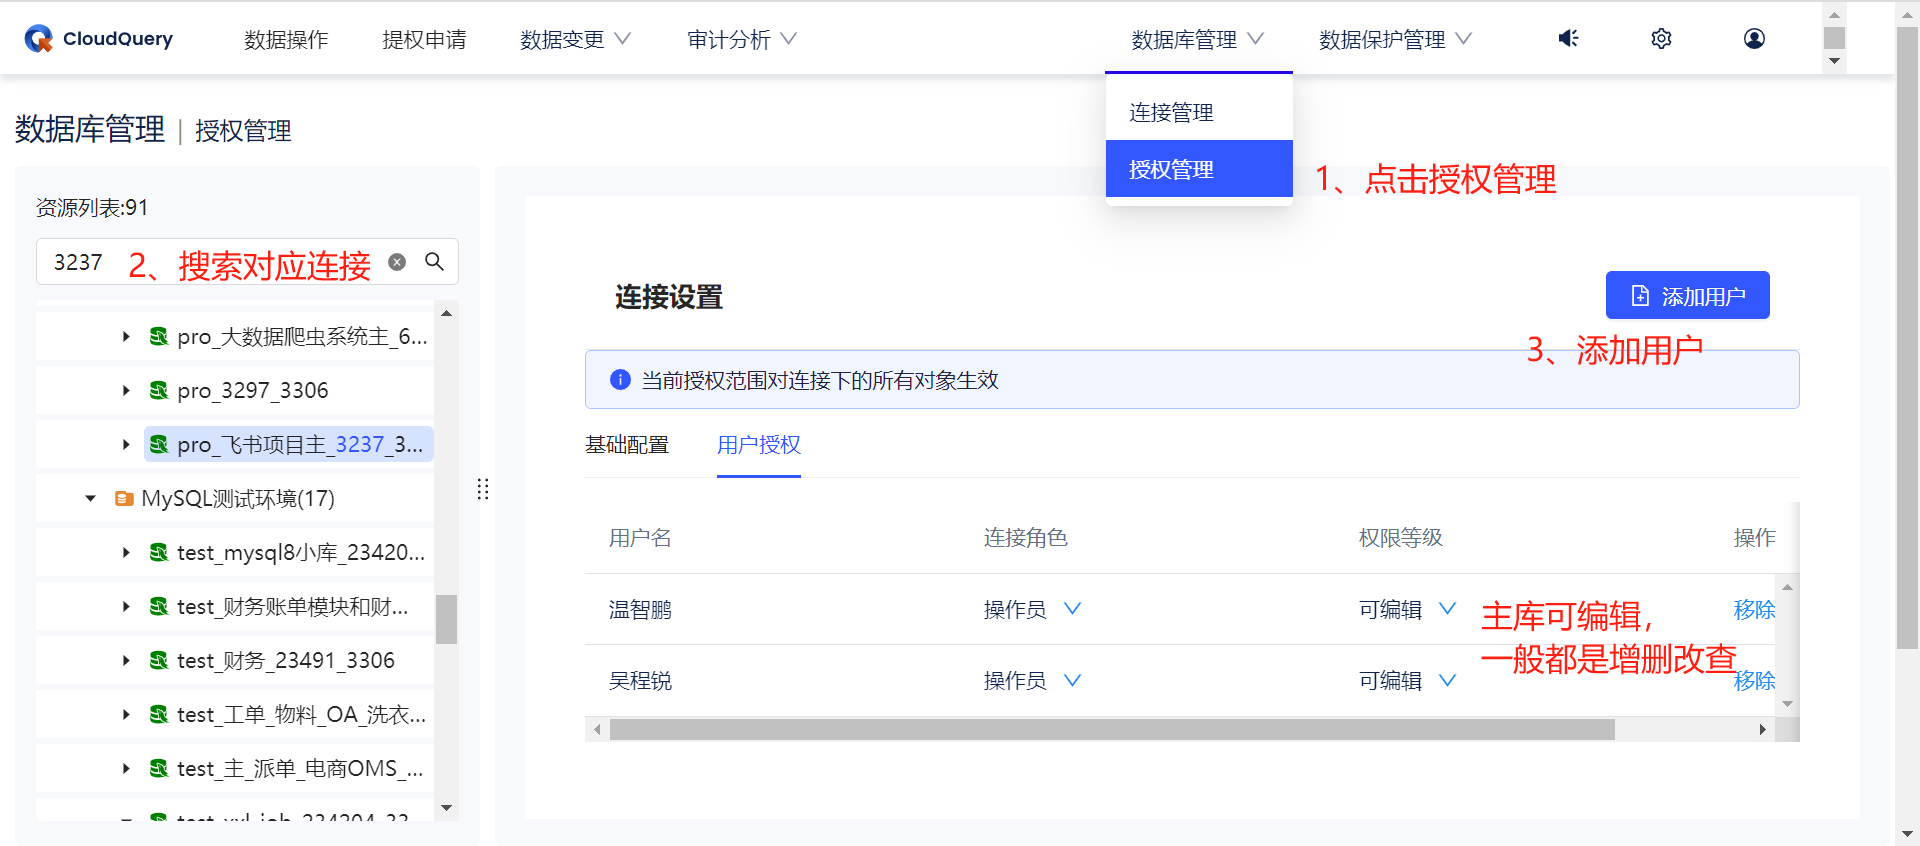 CloudQuery
数据操作
提权申请
数据变更
审计分析
数据库管理
数据保护管理
连接管理
授权管理
1、点击授权管理
数据库管理 | 授权管理
资源列表:91
3237
2、搜索对应连接
pro_大数据爬虫系统主_6...
pro_3297_3306
pro_飞书项目主_3237_3...
MySQL测试环境(17)
test_mysql8小库_23420...
test_财务账单模块和财...
test_财务_23491_3306
test_工单_物料_OA_洗衣...
test_主_派单_电商OMS_...
连接设置
添加用户
3、添加用户
当前授权范围对连接下的所有对象生效
基础配置
用户授权
用户名 连接角色 权限等级 操作
温智鹏 操作员 可编辑 移除
吴程锐 操作员 可编辑 移除
主库可编辑，
一般都是增删改查